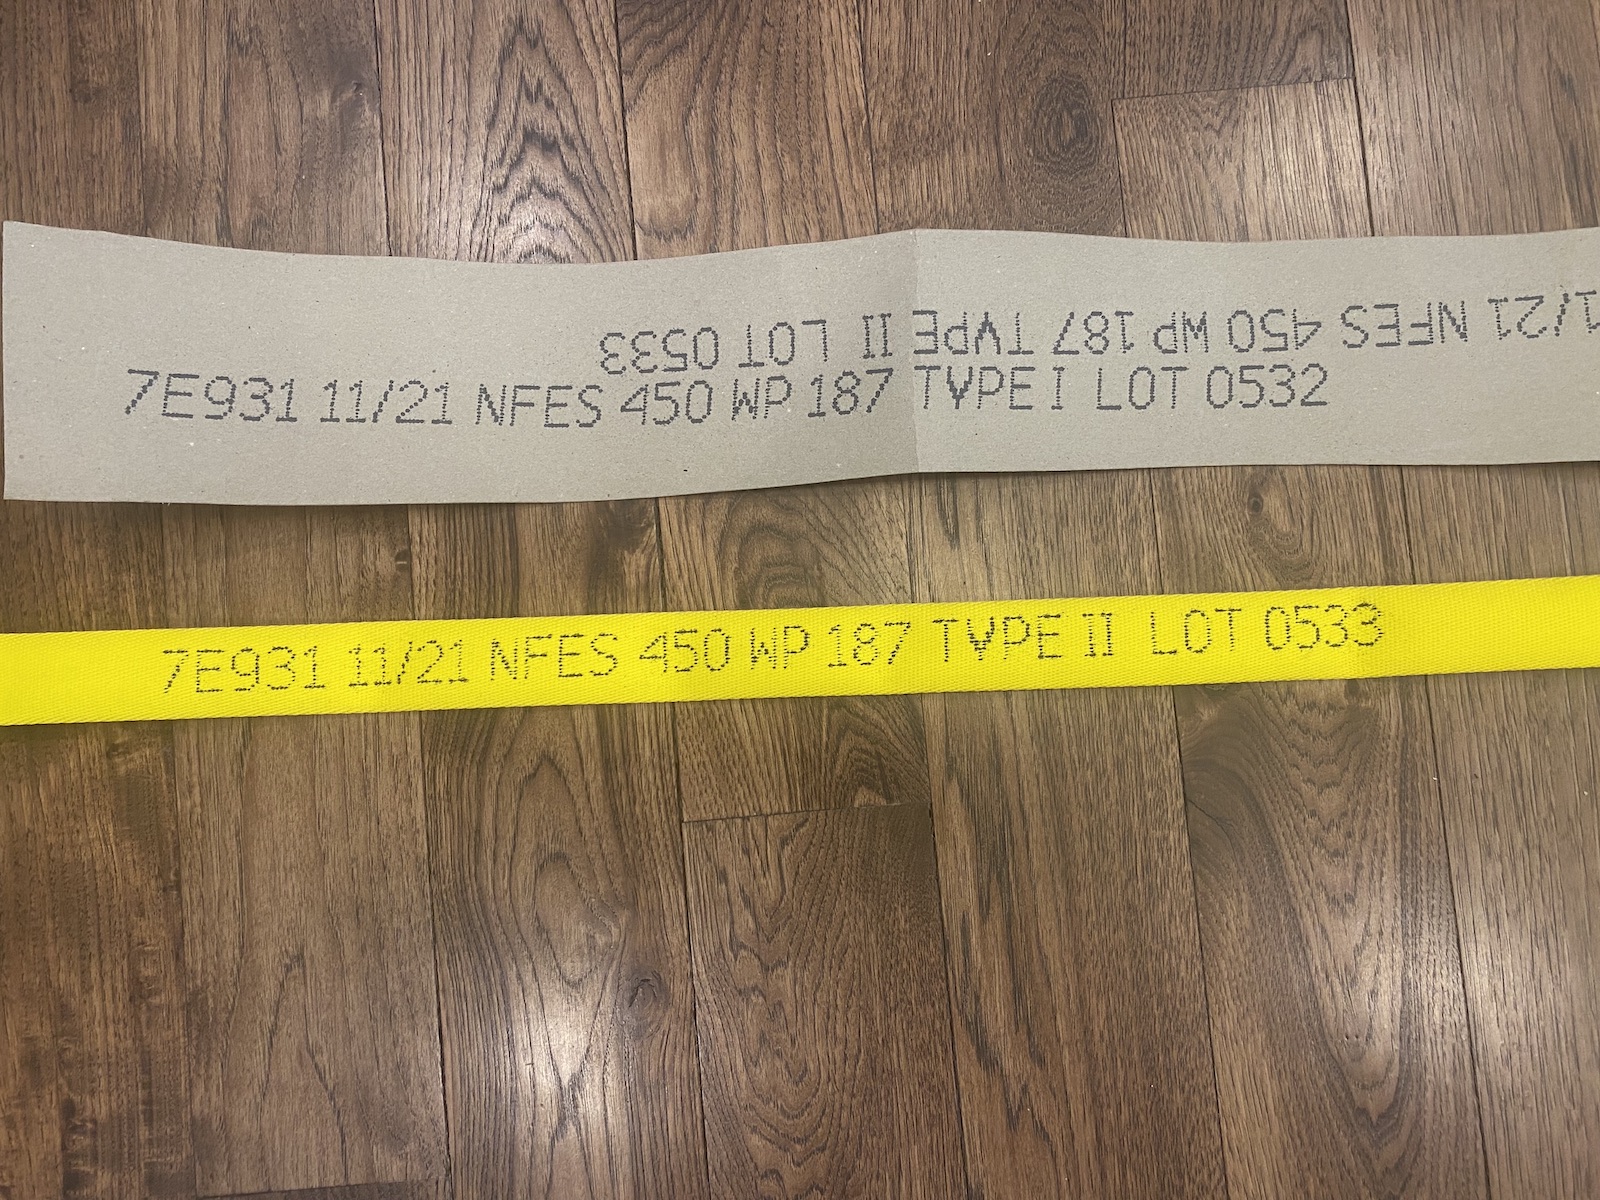 1/21 NFES 450 WP 187 TYPE II LOT 0533
7E931 11/21 NFES 450 WP 187 TYPE I LOT 0532
7E931 11/21 NFES 450 WP 187 TYPE II LOT 0533